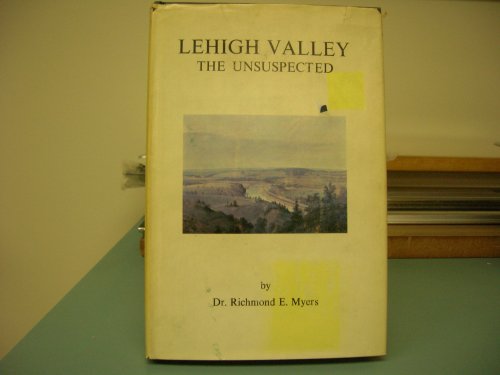 LEHIGH VALLEY
THE UNSUSPECTED
by
Dr. Richmond E. Myers